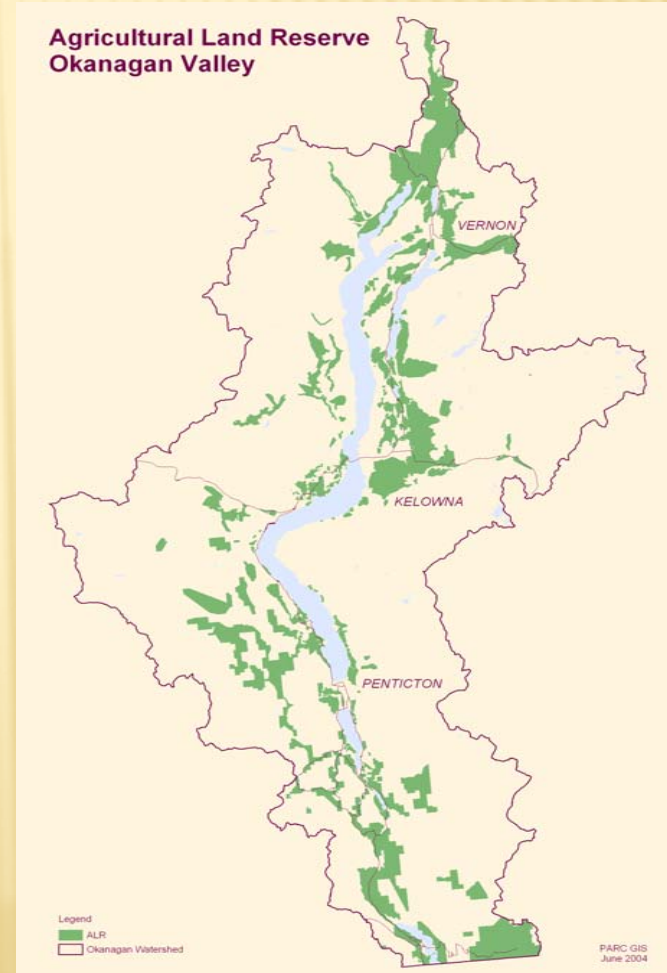 Agricultural Land Reserve
Okanagan Valley
VERNON
KELOWNA
PENTICTON
Legend
ALR
Okanagan Watershed
PARC GIS
June 2004